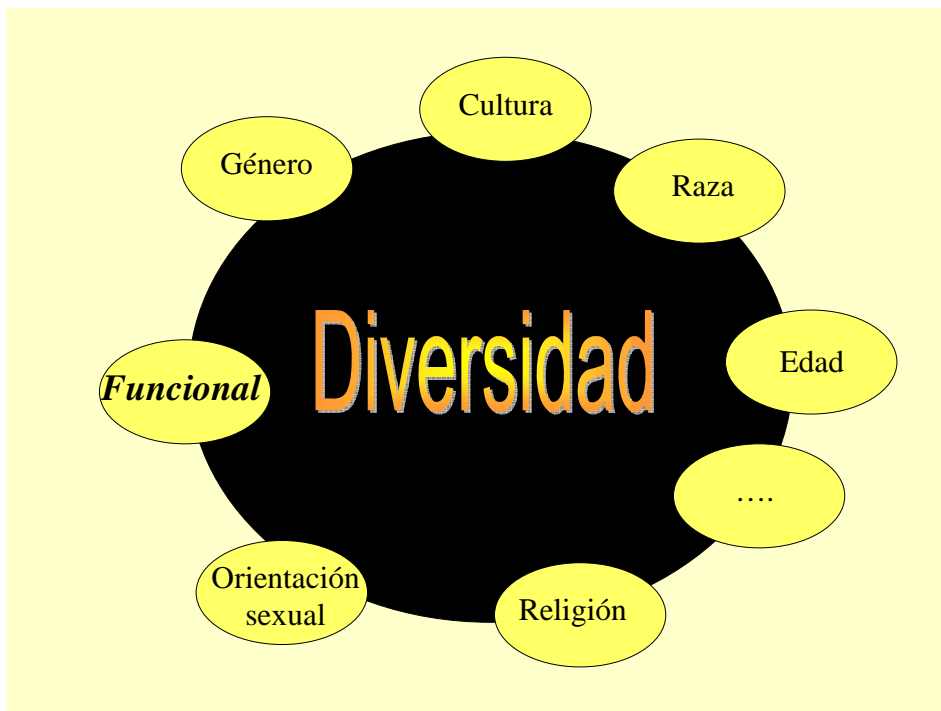 Cultura
Género
Raza
Diversidad
Edad
Funcional
….
Orientación
sexual
Religión